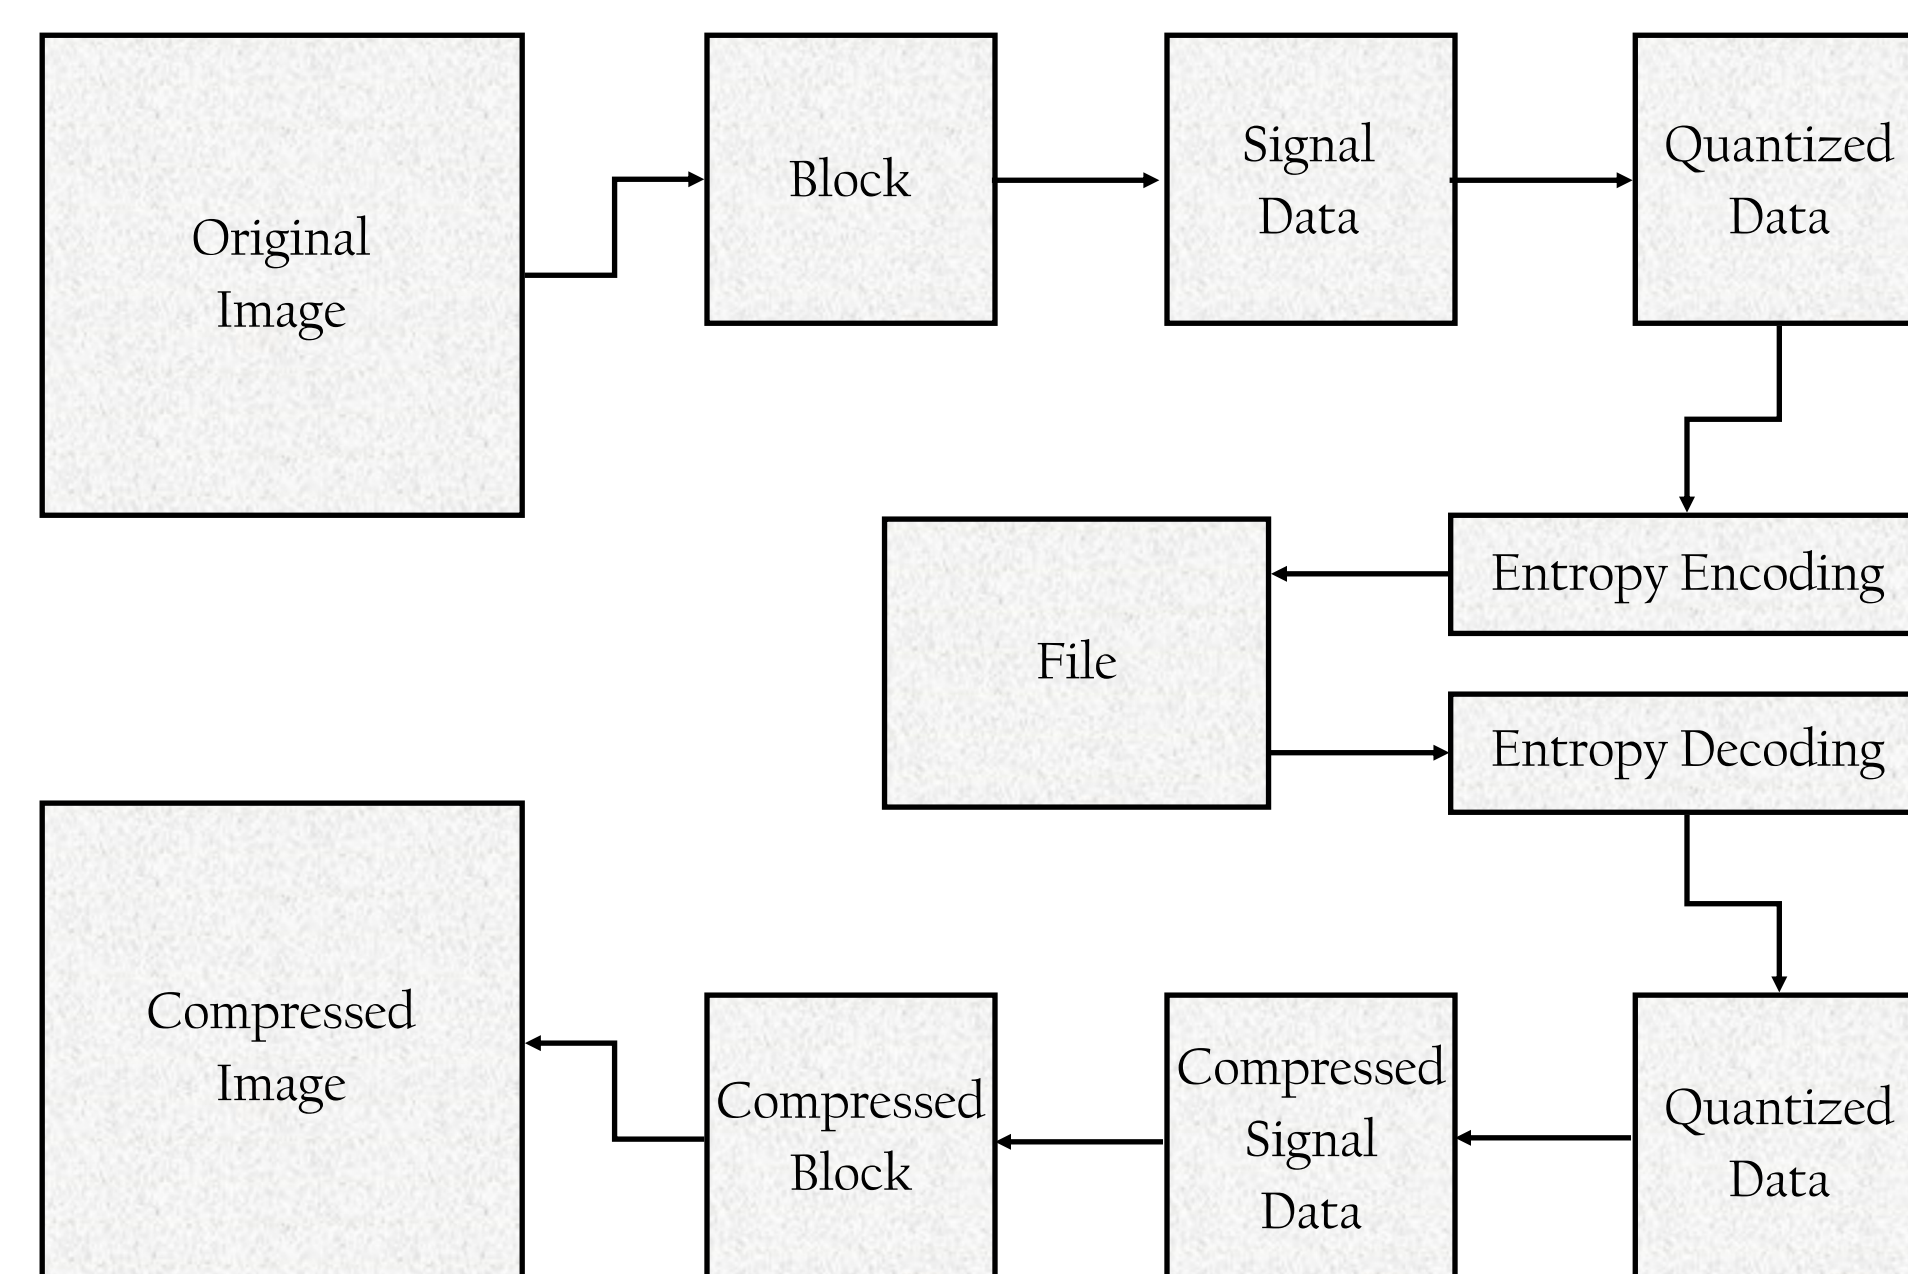 Original
Image
Block
Signal
Data
Quantized
Data
Entropy Encoding
File
Entropy Decoding
Quantized
Data
Compressed
Signal
Data
Compressed
Block
Compressed
Image